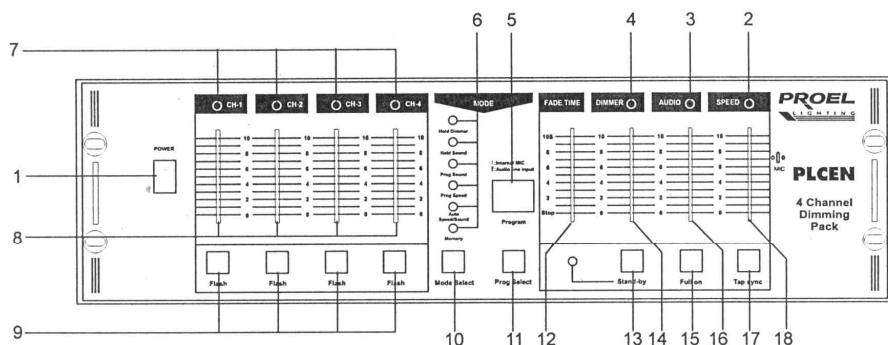 6 5 4 3 2
7
CH-1 CH-2 CH-3 CH-4 MODE FADE TIME DIMMER AUDIO SPEED
PROEL
LIGHTING
POWER
10 10 10 10 10S 10 10 10
8 8 8 8 8 8 8 8
6 6 6 6 6 6 6 6
4 4 4 4 4 4 4 4
2 2 2 2 2 2 2 2
0 0 0 0 Stop 0 0 0
Hold Dimmer
Hold Sound
Prog Sound
Prog Speed
Auto
Speed/Sound
Memory
:Internal MIC
:Audio line input
Program
MIC
PLCEN
4 Channel
Dimming
Pack
1
8
Flash Flash Flash Flash Mode Select Prog Select Stand-by Full on Tap sync
9 10 11 12 13 14 15 16 17 18